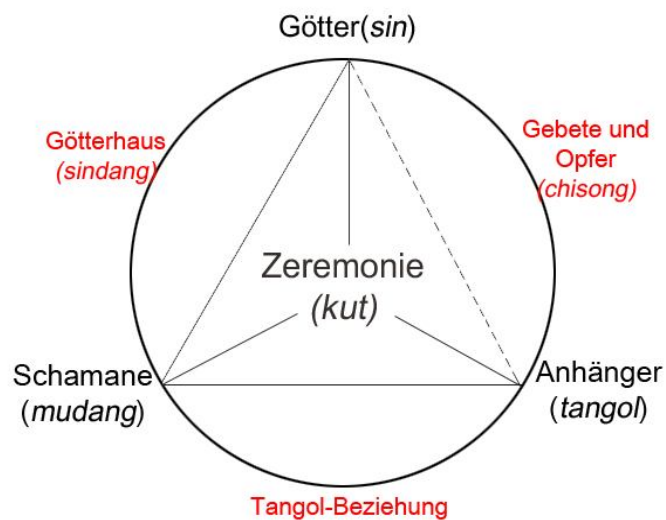 Götter(sin)
Götterhaus
(sindang)
Gebete und
Opfer
(chisong)
Zeremonie
(kut)
Schamane
(mudang)
Anhänger
(tangol)
Tangol-Beziehung